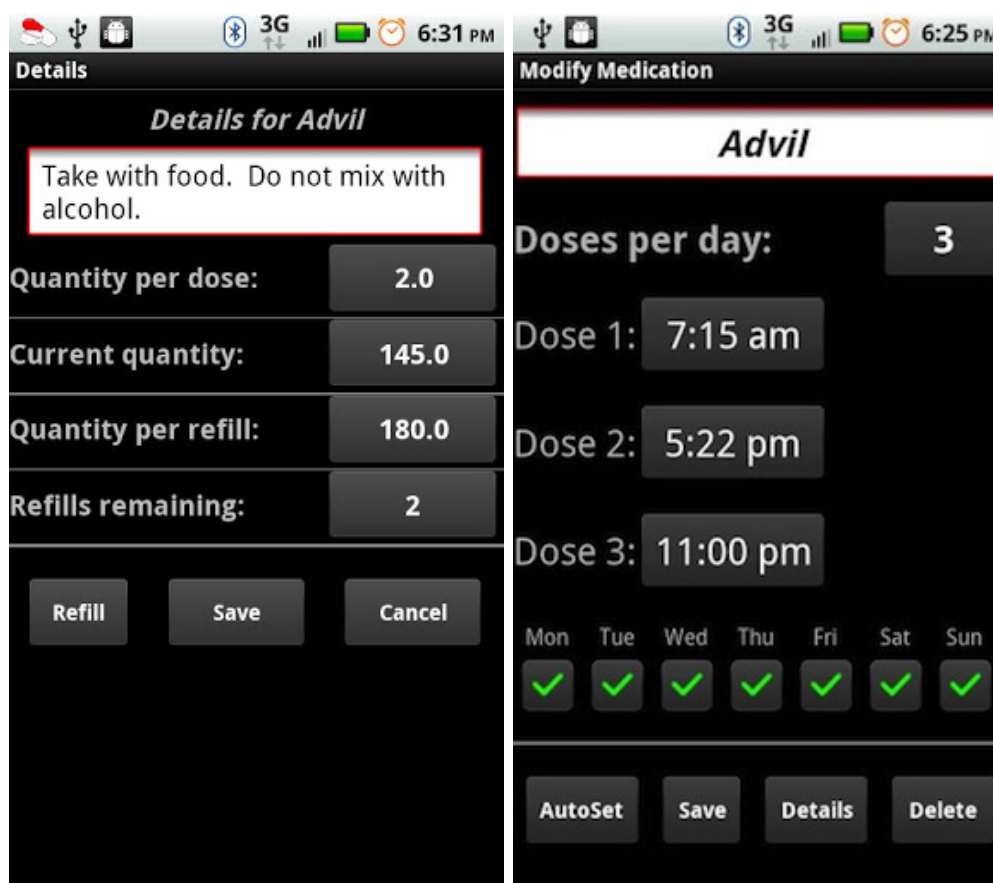 3G 6:31 PM
Details
Details for Advil
Take with food. Do not mix with
alcohol.
Quantity per dose: 2.0
Current quantity: 145.0
Quantity per refill: 180.0
Refills remaining: 2
Refill Save Cancel
3G 6:25 PM
Modify Medication
Advil
Doses per day: 3
Dose 1: 7:15 am
Dose 2: 5:22 pm
Dose 3: 11:00 pm
Mon Tue Wed Thu Fri Sat Sun
AutoSet Save Details Delete